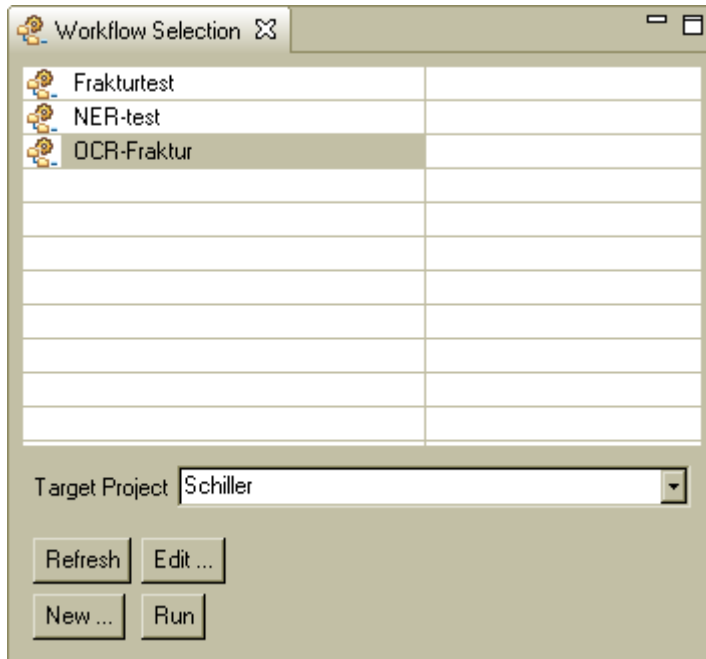 Workflow Selection
Frakturtest
NER-test
OCR-Fraktur
Target Project Schiller
Refresh Edit ...
New ... Run